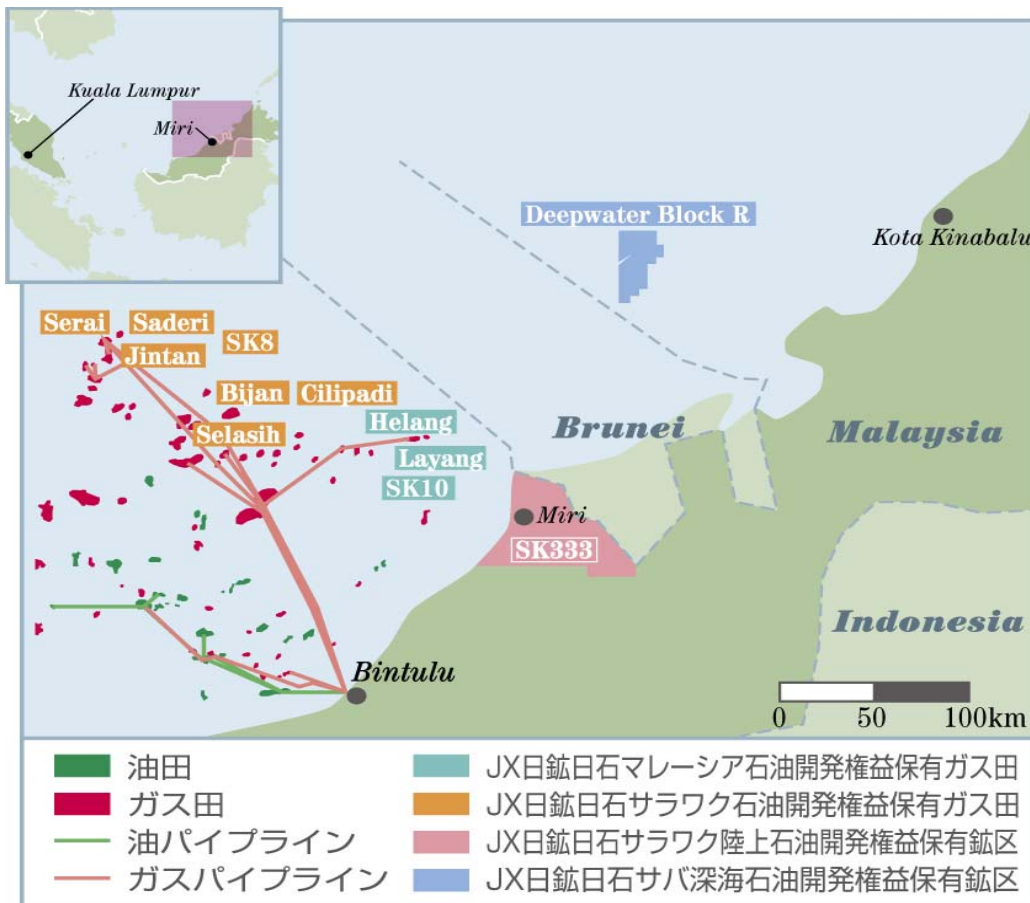 Kuala Lumpur
Miri
Deepwater Block R
Kota Kinabalu
Serai
Saderi
SK8
Jintan
Bijan
Cilipadi
Helang
Selasih
Brunei
Malaysia
Layang
SK10
Miri
SK333
Indonesia
Bintulu
0 50 100km
油田
ガス田
油パイプライン
ガスパイプライン
JX日鉱日石マレーシア石油開発権益保有ガス田
JX日鉱日石サラワク石油開発権益保有ガス田
JX日鉱日石サラワク陸上石油開発権益保有鉱区
JX日鉱日石サバ深海石油開発権益保有鉱区